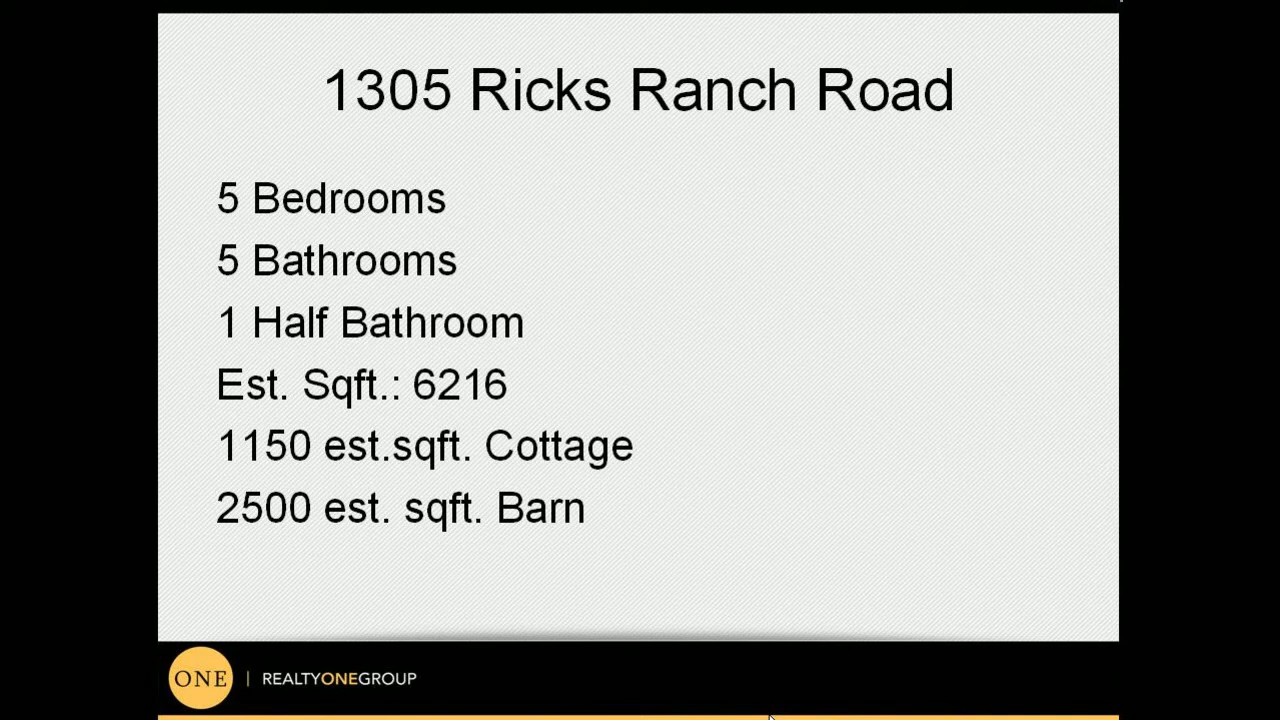 1305 Ricks Ranch Road
5 Bedrooms
5 Bathrooms
1 Half Bathroom
Est. Sqft.: 6216
1150 est.sqft. Cottage
2500 est. sqft. Barn
ONE | REALTYONEGROUP